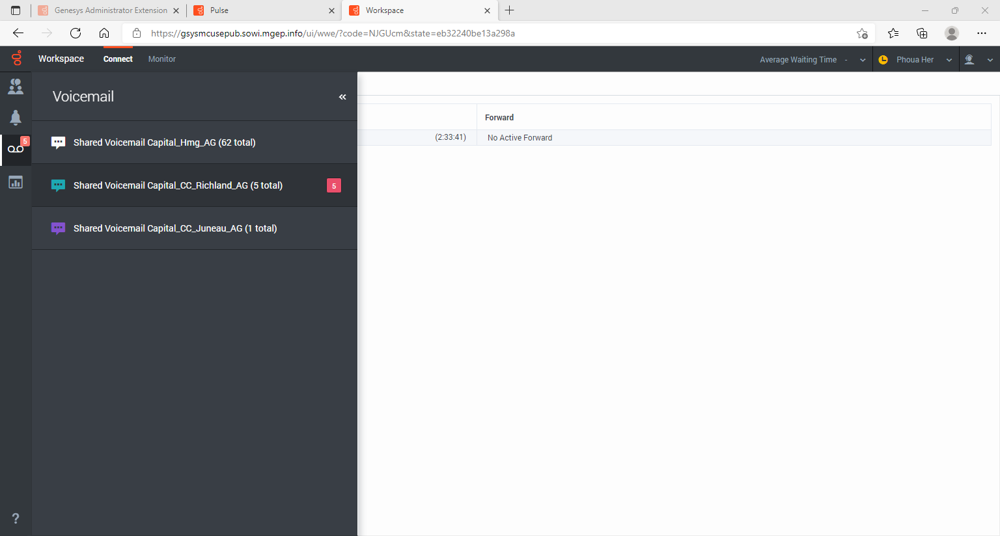 Genesys Administrator Extension
Pulse
Workspace
https://gsysmcusepub.sowi.mgep.info/ui/wwe/?code=NJGUcm&state=eb32240be13a298a
Workspace Connect Monitor
Average Waiting Time -
Phoua Her
Voicemail
5
Shared Voicemail Capital_Hmg_AG (62 total)
Shared Voicemail Capital_CC_Richland_AG (5 total)
5
Shared Voicemail Capital_CC_Juneau_AG (1 total)
Forward
(2:33:41) No Active Forward
?